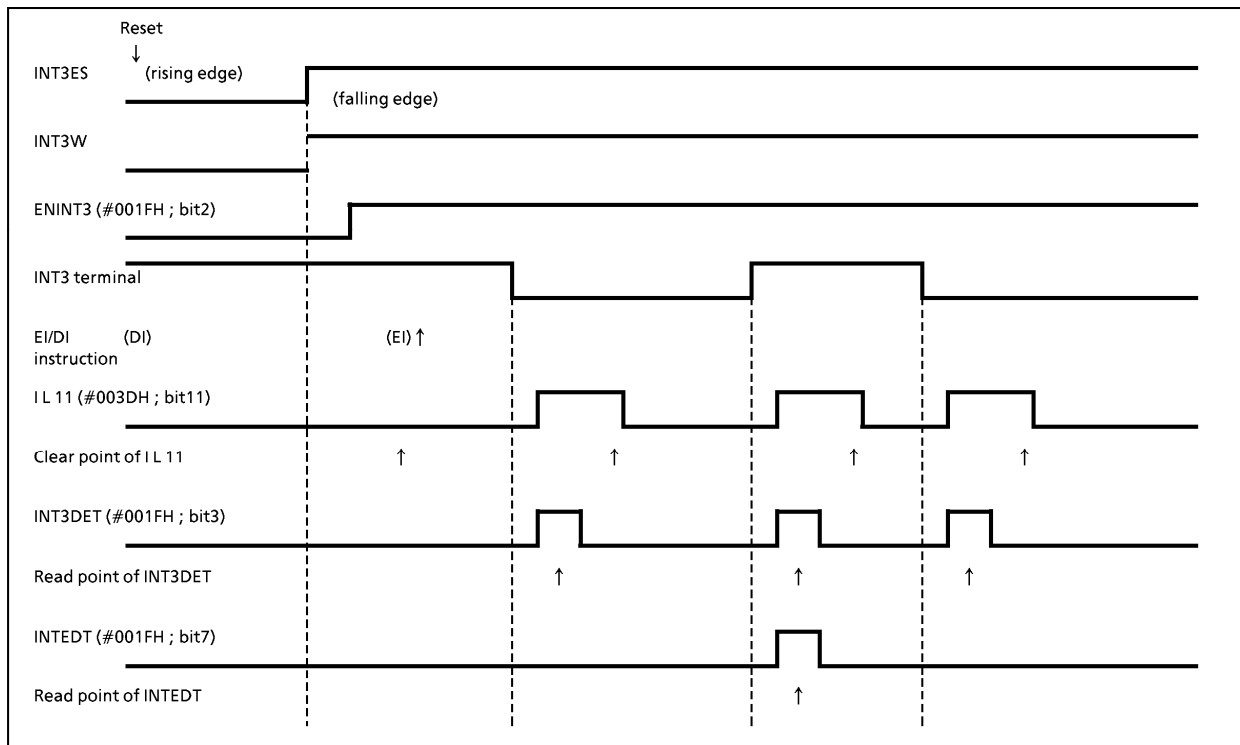 Reset
↓
INT3ES (rising edge)
(falling edge)
INT3W
ENINT3 (#001FH ; bit2)
INT3 terminal
EI/DI (DI) (EI) ↑
instruction
I L 11 (#003DH ; bit11)
Clear point of I L 11 ↑ ↑ ↑ ↑
INT3DET (#001FH ; bit3)
Read point of INT3DET ↑ ↑ ↑
INTEDT (#001FH ; bit7)
Read point of INTEDT ↑